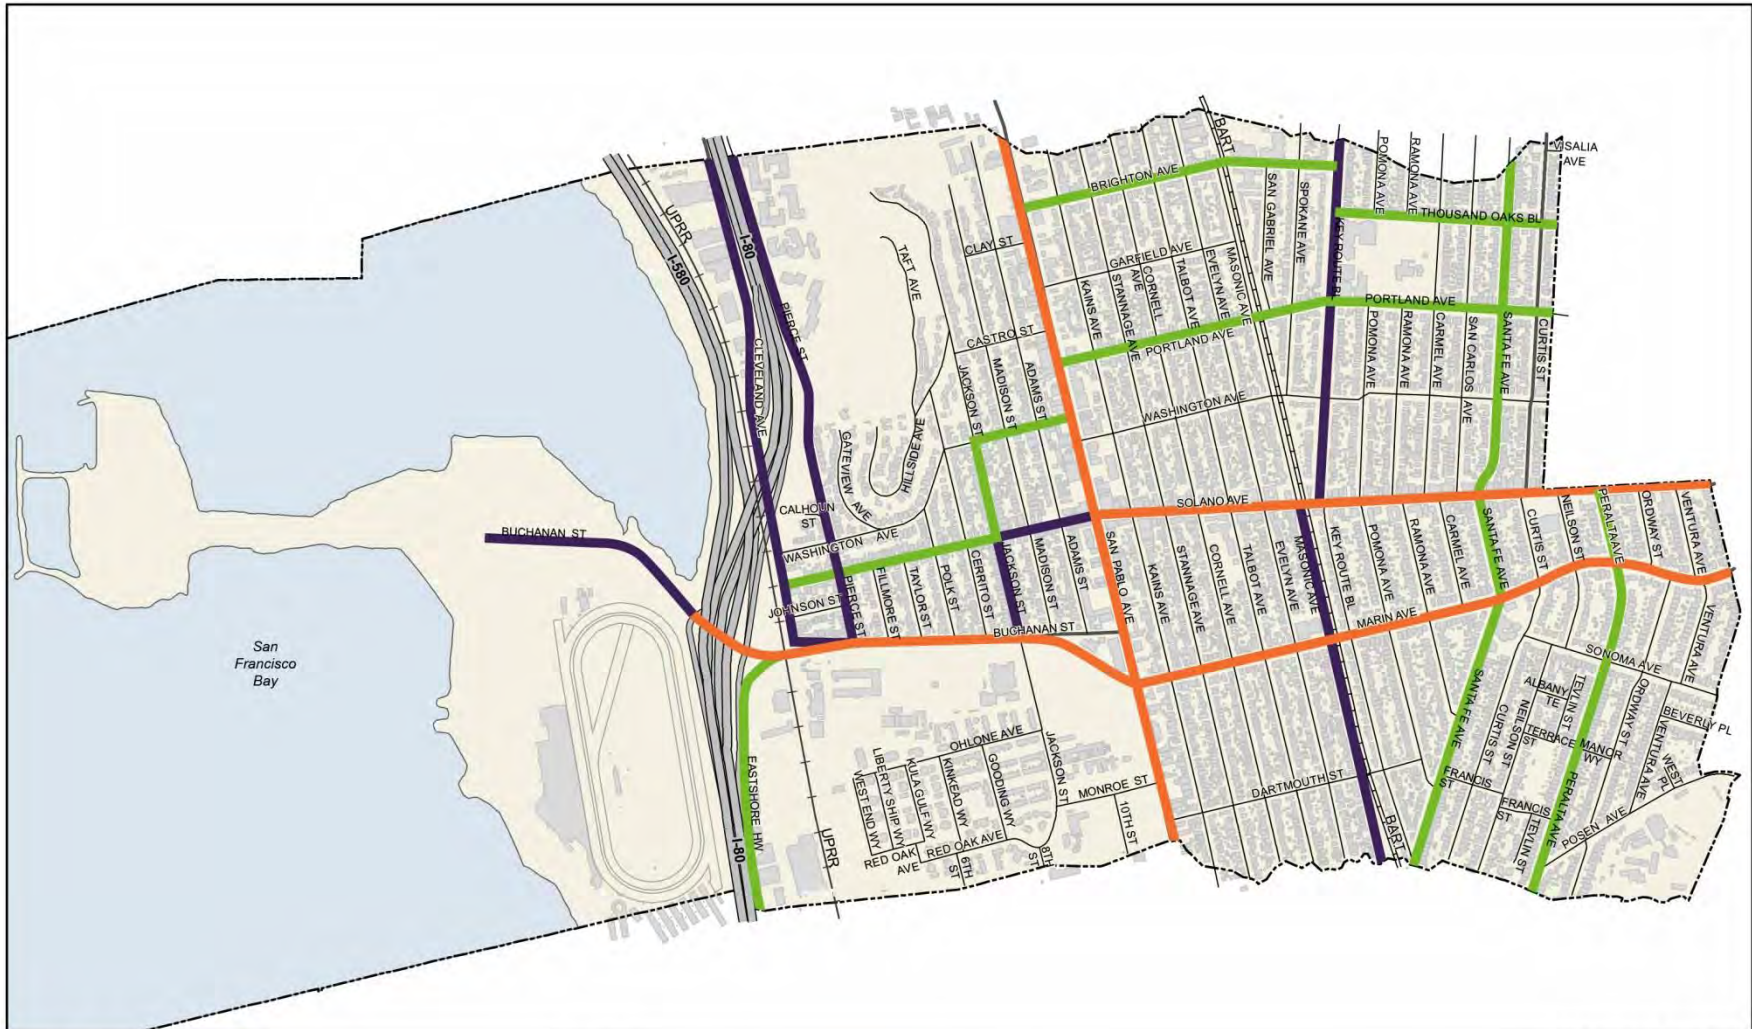 VISALIA
AVE
BART
POMONA AVE
RAMONA AVE
BRIGHTON AVE
SAN GABRIEL AVE
SPOKANE AVE
KEY ROUTE BL
THOUSAND OAKS BL
UPRR
I-580
I-80
TAFT AVE
CLAY ST
GARFIELD AVE
KAINS AVE
STANNAGE AVE
CORNELL
AVE
TALBOT AVE
EVELYN AVE
MASONIC AVE
PORTLAND AVE
PORTLAND AVE
PIERCE ST
CLEVELAND AVE
CASTRO ST
JACKSON ST
MADISON ST
ADAMS ST
POMONA AVE
RAMONA AVE
CARMEL AVE
SAN CARLOS
AVE
SANTA FE AVE
CURTIS ST
WASHINGTON AVE
GATEVIEW AVE
HILLSIDE AVE
CALHOUN
ST
WASHINGTON AVE
SOLANO AVE
BUCHANAN ST
JOHNSON ST
PIERCE ST
FILLMORE ST
TAYLOR ST
POLK ST
CERRITO ST
JACKSON ST
MADISON ST
ADAMS ST
SAN PABLO AVE
KAINS AVE
STANNAGE AVE
CORNELL AVE
TALBOT AVE
EVELYN AVE
MASONIC AVE
KEY ROUTE BL
POMONA AVE
RAMONA AVE
CARMEL AVE
SANTA FE AVE
CURTIS ST
NEILSON ST
PERALTA AVE
ORDWAY ST
VENTURA AVE
BUCHANAN ST
MARIN AVE
San
Francisco
Bay
SONOMA AVE
VENTURA AVE
ALBANY
TE
TEVLIN ST
ORDWAY ST
BEVERLY PL
SANTA FE AVE
CURTIS ST
NEILSON ST
TERRACE
ST
MANOR
WY
VENTURA AVE
WEST
PL
EASTSHORE HW
OHLONE AVE
WEST END WY
LIBERTY SHIP WY
KULA GULF WY
KINKEAD WY
GOODING WY
JACKSON ST
MONROE ST
DARTMOUTH ST
FRANCIS
ST
FRANCIS
ST
PERALTA AVE
POSEN AVE
TEVLIN ST
10TH ST
BART
I-80
UPRR
RED OAK
AVE
RED OAK AVE
6TH
ST
8TH
ST